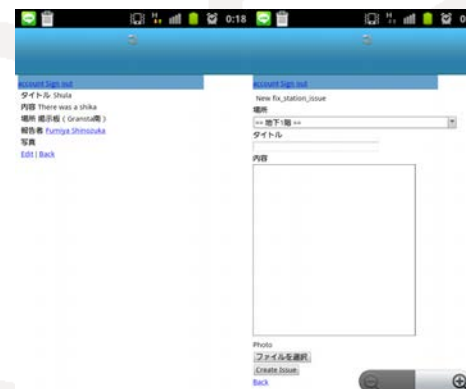 0:18
account Sign out
タイトル Shula
内容 There was a shika
場所 掲示板 ( Gransta南 )
報告者 Fumiya Shinozuka
写真
Edit | Back
account Sign out
New fix_station_issue
場所
== 地下1階 ==
タイトル
内容
Photo
ファイルを選択
Create Issue
Back